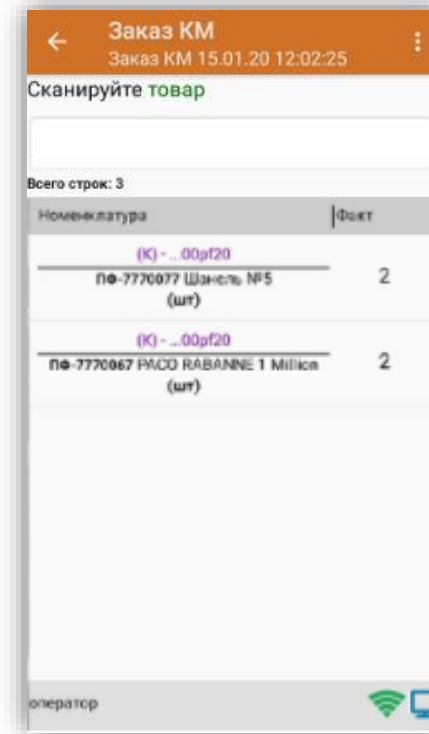 Заказ КМ
Заказ КМ 15.01.20 12:02:25
Сканируйте товар
Всего строк: 3
Номенклатура Факт
(К) - ...00pf20
ПФ-7770077 Шанель №5 2
(шт)
(К) - ...00pf20
ПФ-7770067 PACO RABANNE 1 Million 2
(шт)
оператор